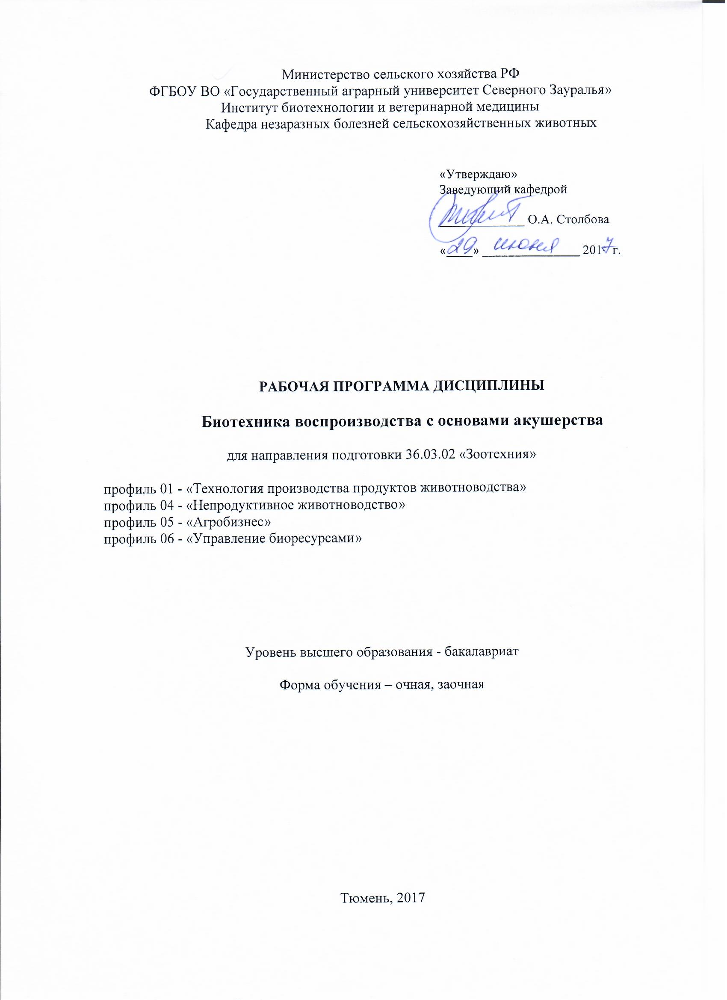 Министерство сельского хозяйства РФ
ФГБОУ ВО «Государственный аграрный университет Северного Зауралья»
Институт биотехнологии и ветеринарной медицины
Кафедра незаразных болезней сельскохозяйственных животных
«Утверждаю»
Заведующий кафедрой
О.А. Столбова
«29» июня 2017 г.
РАБОЧАЯ ПРОГРАММА ДИСЦИПЛИНЫ
Биотехника воспроизводства с основами акушерства
для направления подготовки 36.03.02 «Зоотехния»
профиль 01 - «Технология производства продуктов животноводства»
профиль 04 - «Непродуктивное животноводство»
профиль 05 - «Агробизнес»
профиль 06 - «Управление биоресурсами»
Уровень высшего образования - бакалавриат
Форма обучения – очная, заочная
Тюмень, 2017